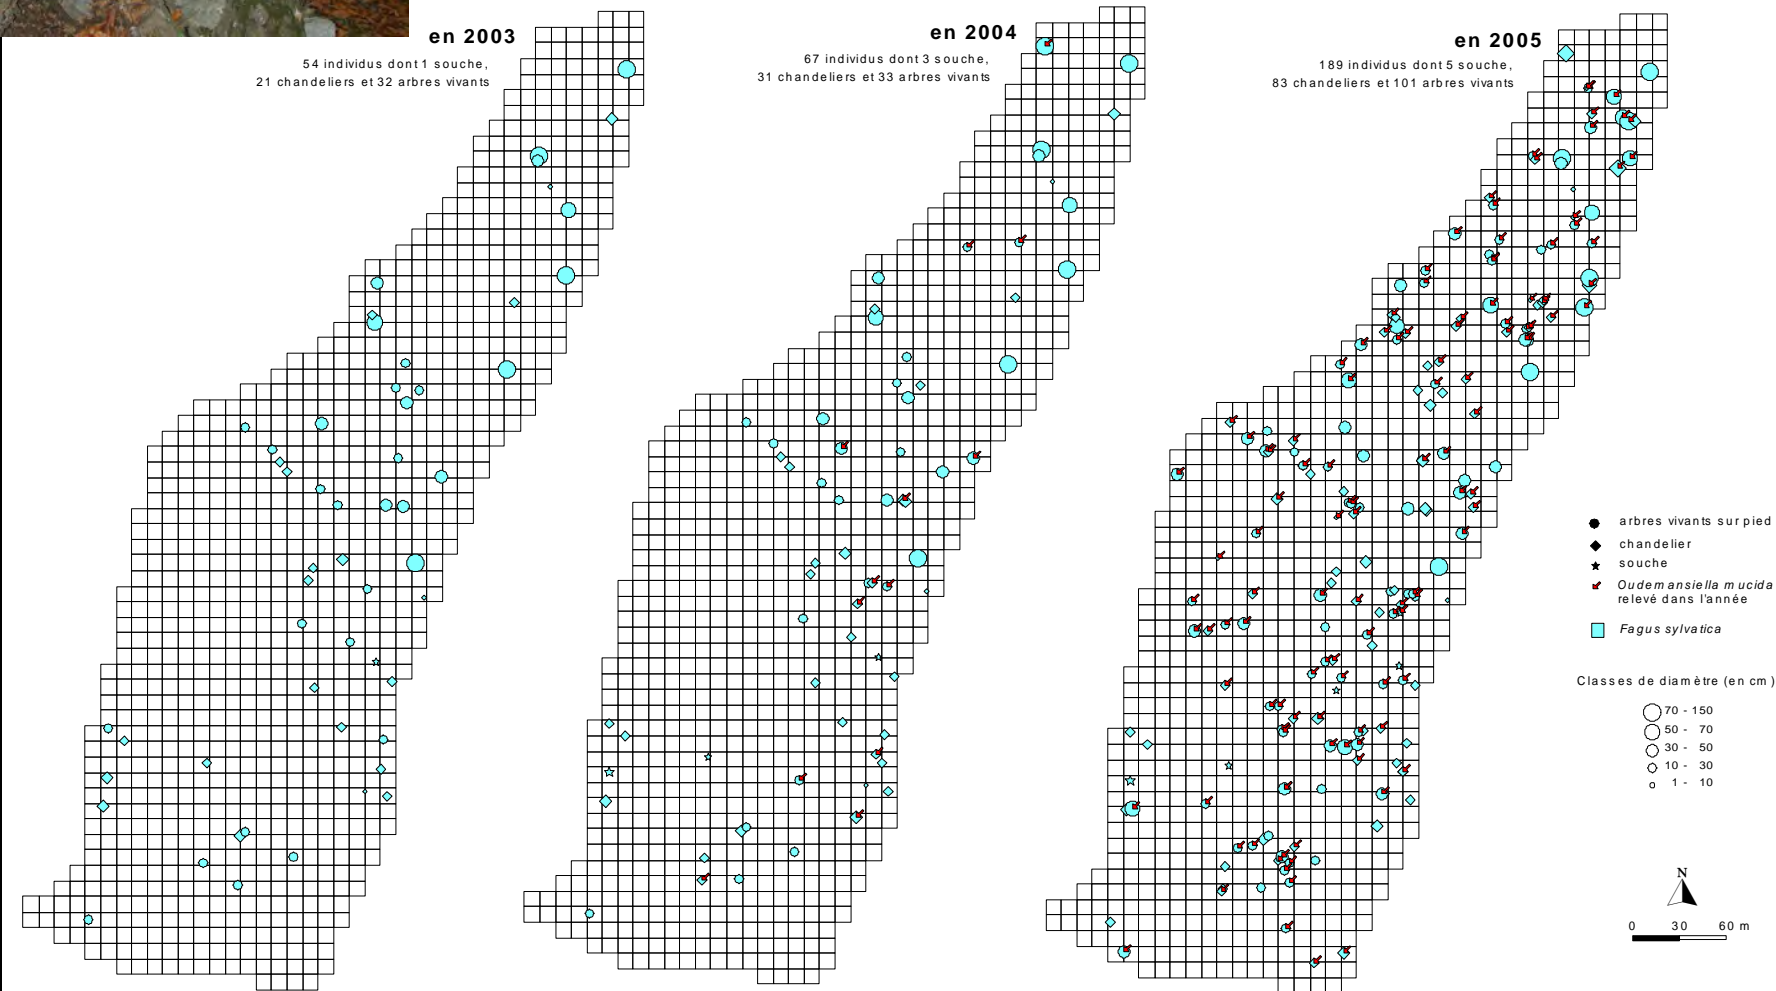 en 2003
54 individus dont 1 souche,
21 chandeliers et 32 arbres vivants
en 2004
67 individus dont 3 souche,
31 chandeliers et 33 arbres vivants
en 2005
189 individus dont 5 souche,
83 chandeliers et 101 arbres vivants
arbres vivants sur pied
chandelier
souche
Oudemansiella mucida
relevé dans l'année
Fagus sylvatica
Classes de diamètre (en cm)
70 - 150
50 - 70
30 - 50
10 - 30
1 - 10
N
0 30 60 m